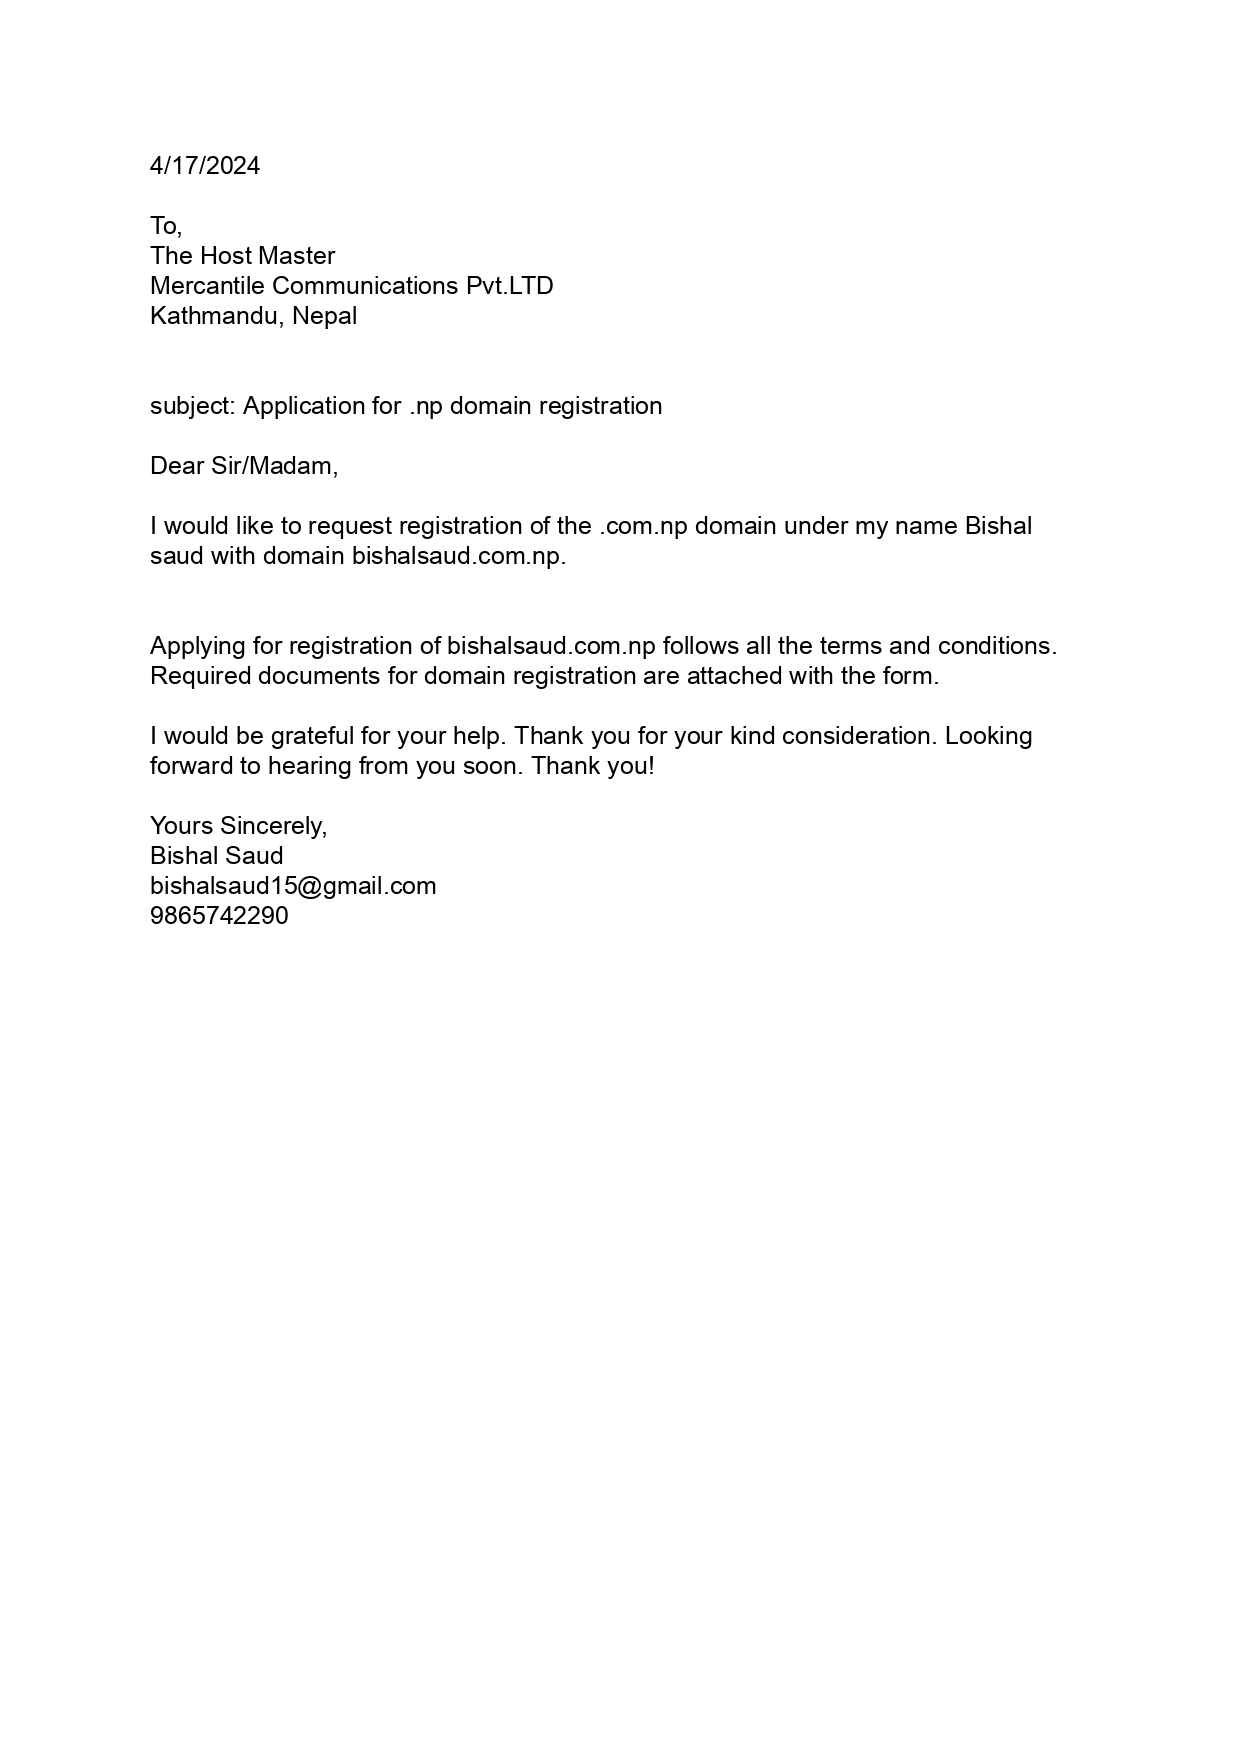 4/17/2024
To,
The Host Master
Mercantile Communications Pvt.LTD
Kathmandu, Nepal
subject: Application for .np domain registration
Dear Sir/Madam,
I would like to request registration of the .com.np domain under my name Bishal
saud with domain bishalsaud.com.np.
Applying for registration of bishalsaud.com.np follows all the terms and conditions.
Required documents for domain registration are attached with the form.
I would be grateful for your help. Thank you for your kind consideration. Looking
forward to hearing from you soon. Thank you!
Yours Sincerely,
Bishal Saud
bishalsaud15@gmail.com
9865742290